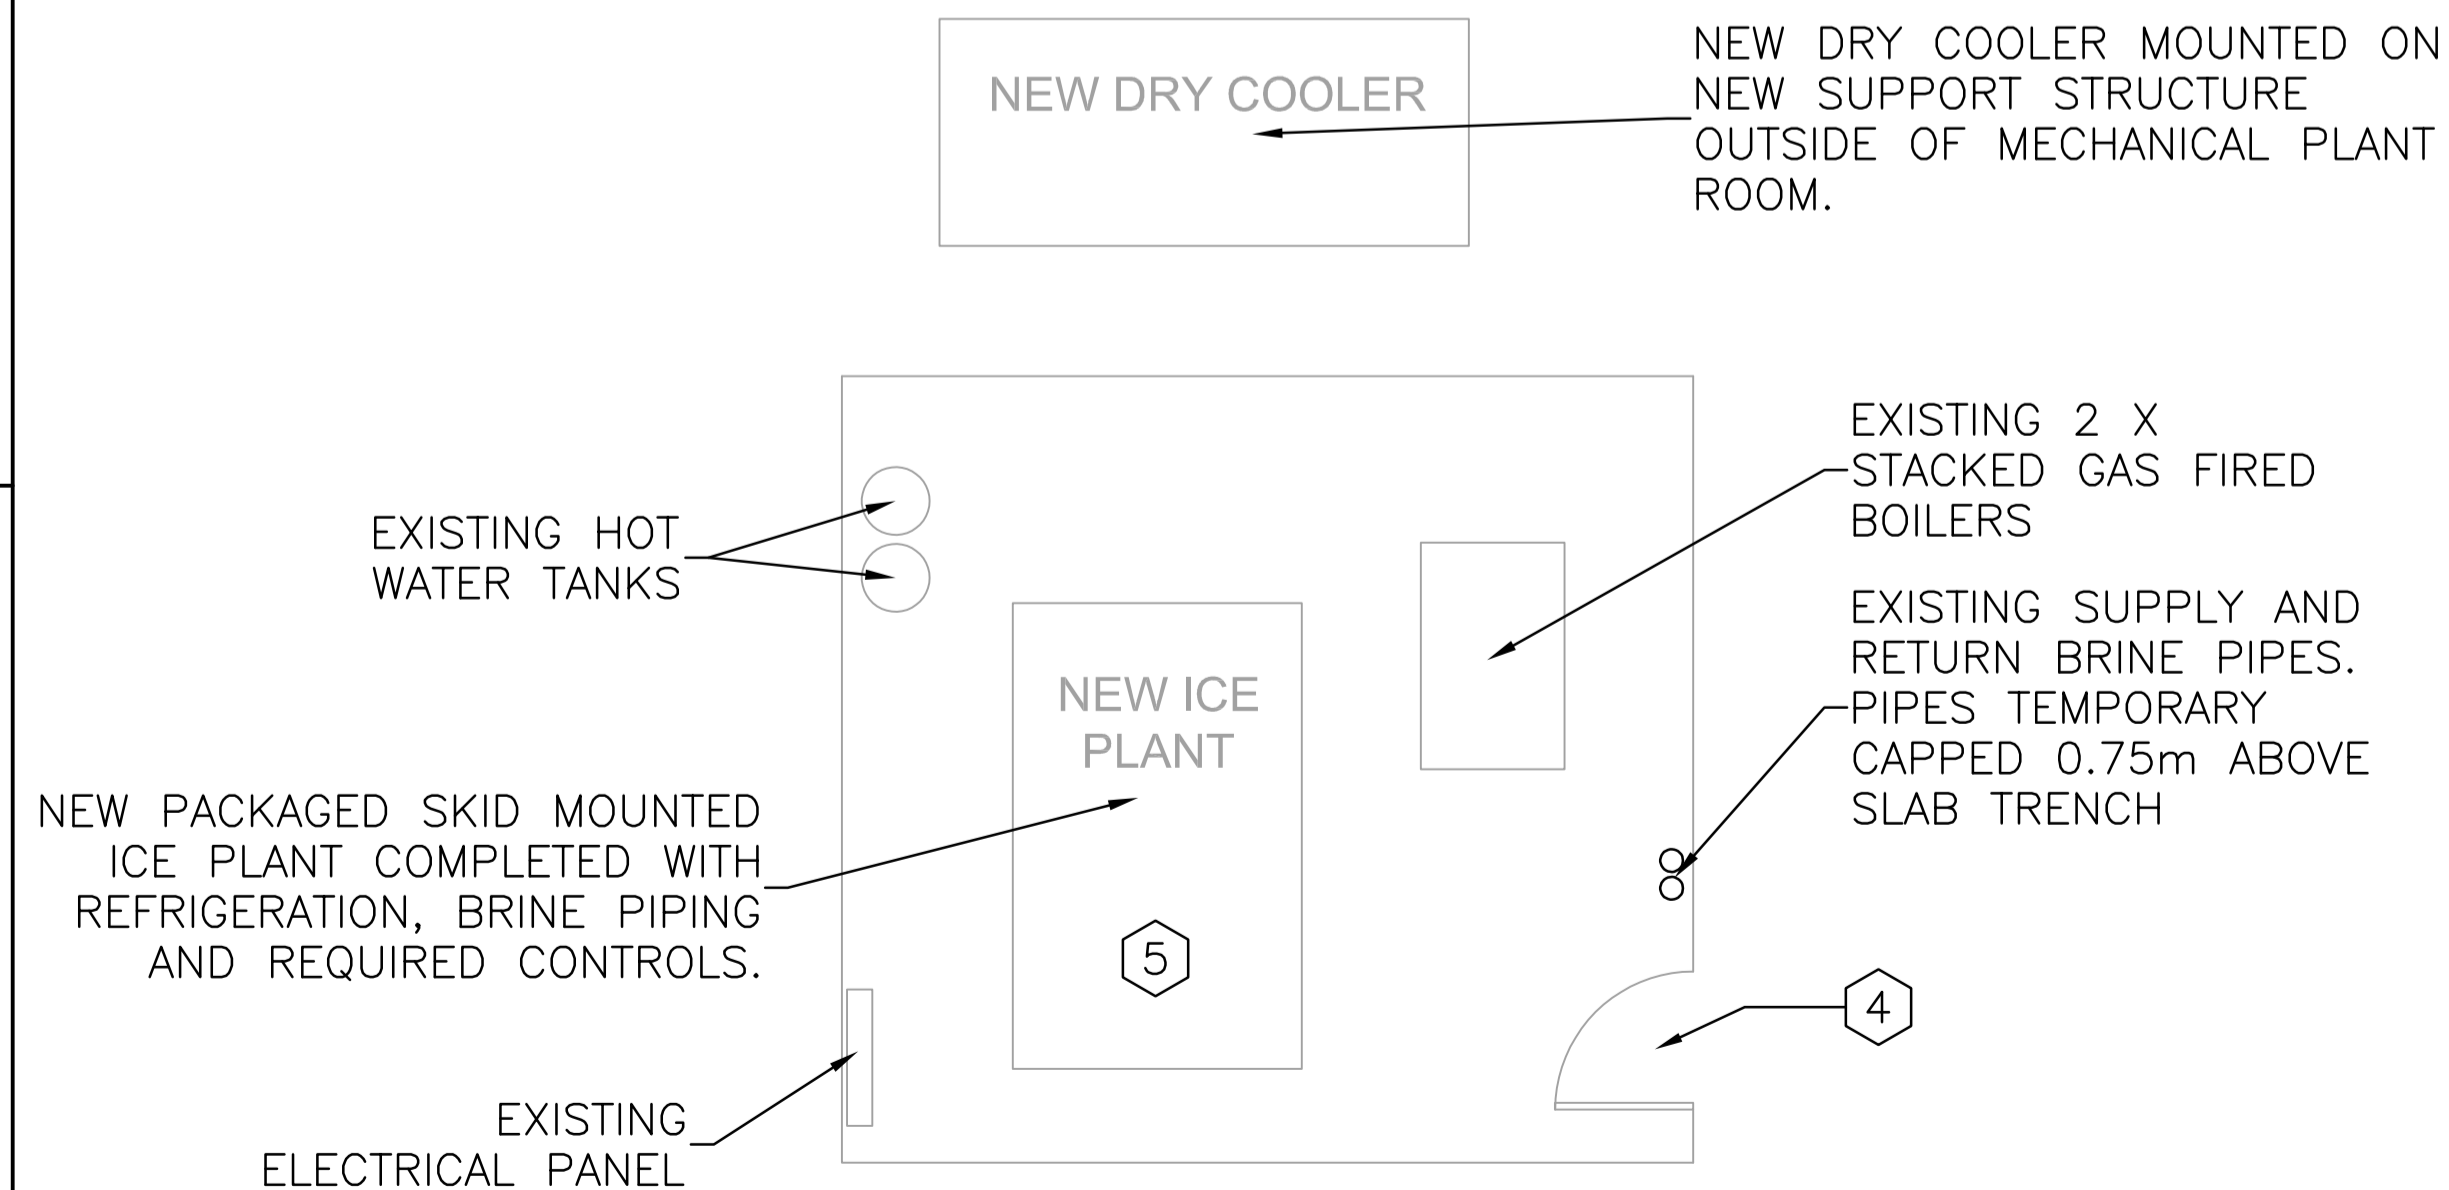 NEW DRY COOLER
NEW DRY COOLER MOUNTED ON
NEW SUPPORT STRUCTURE
OUTSIDE OF MECHANICAL PLANT
ROOM.
EXISTING HOT
WATER TANKS
EXISTING 2 X
STACKED GAS FIRED
BOILERS
EXISTING SUPPLY AND
RETURN BRINE PIPES.
PIPES TEMPORARY
CAPPED 0.75m ABOVE
SLAB TRENCH
NEW ICE
PLANT
NEW PACKAGED SKID MOUNTED
ICE PLANT COMPLETED WITH
REFRIGERATION, BRINE PIPING
AND REQUIRED CONTROLS.
5
4
EXISTING
ELECTRICAL PANEL